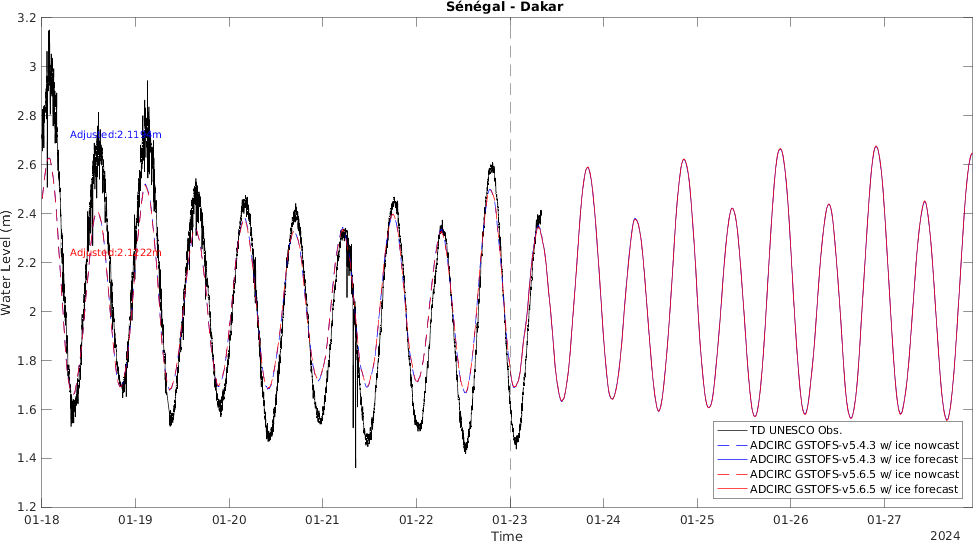 Sénégal - Dakar
3.2
3
2.8
2.6
2.4
2.2
2
1.8
1.6
1.4
1.2
Water Level (m)
Adjusted:2.1222m
TD UNESCO Obs.
ADCIRC GSTOFS-v5.4.3 w/ ice nowcast
ADCIRC GSTOFS-v5.4.3 w/ ice forecast
ADCIRC GSTOFS-v5.6.5 w/ ice nowcast
ADCIRC GSTOFS-v5.6.5 w/ ice forecast
01-18 01-19 01-20 01-21 01-22 01-23 01-24 01-25 01-26 01-27
Time
2024